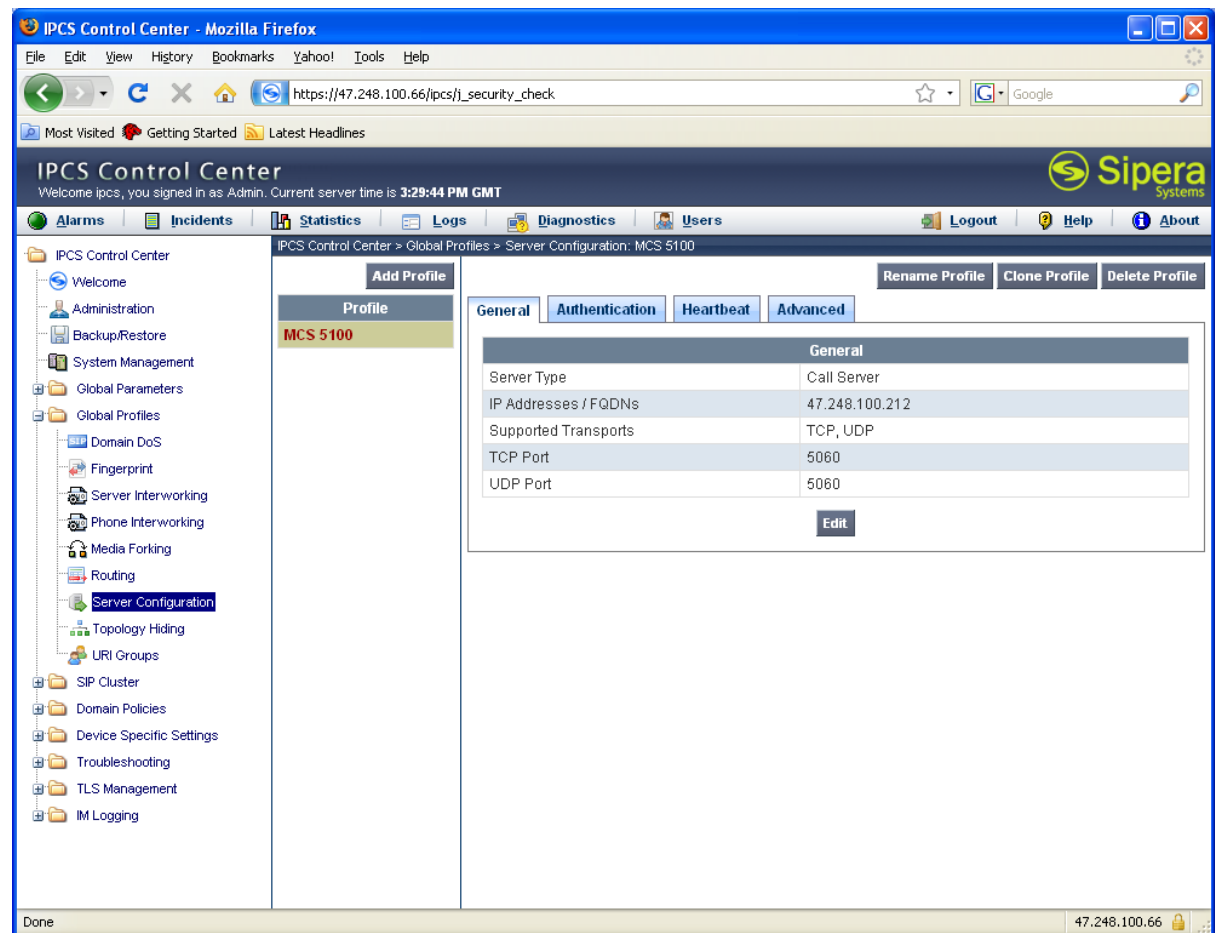 IPCS Control Center - Mozilla Firefox
File Edit View History Bookmarks Yahoo! Tools Help
https://47.248.100.66/ipcs/j_security_check
G Google
Most Visited Getting Started Latest Headlines
IPCS Control Center
Welcome ipcs, you signed in as Admin. Current server time is 3:29:44 PM GMT
Sipera
Systems
Alarms Incidents Statistics Logs Diagnostics Users Logout Help About
IPCS Control Center
Welcome
Administration
Backup/Restore
System Management
Global Parameters
Global Profiles
Domain DoS
Fingerprint
Server Interworking
Phone Interworking
Media Forking
Routing
Server Configuration
Topology Hiding
URI Groups
SIP Cluster
Domain Policies
Device Specific Settings
Troubleshooting
TLS Management
IM Logging
IPCS Control Center > Global Profiles > Server Configuration: MCS 5100
Add Profile
Profile
MCS 5100
Rename Profile Clone Profile Delete Profile
General Authentication Heartbeat Advanced
General
Server Type Call Server
IP Addresses / FQDNs 47.248.100.212
Supported Transports TCP, UDP
TCP Port 5060
UDP Port 5060
Edit
Done 47.248.100.66